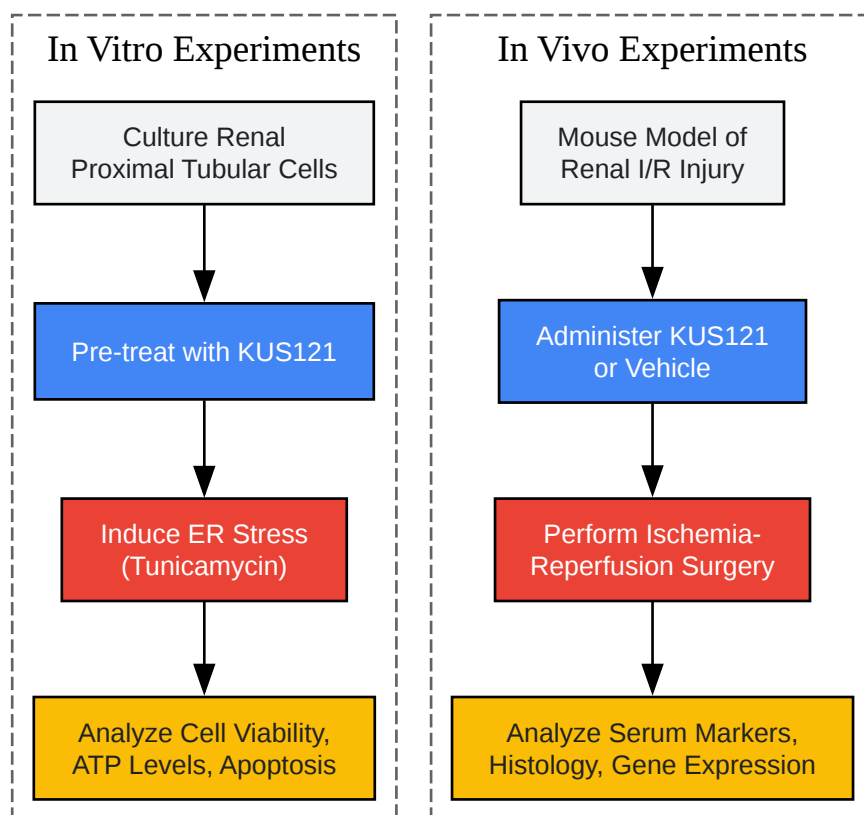 In Vitro Experiments
Culture Renal
Proximal Tubular Cells
Pre-treat with KUS121
Induce ER Stress
(Tunicamycin)
Analyze Cell Viability,
ATP Levels, Apoptosis
In Vivo Experiments
Mouse Model of
Renal I/R Injury
Administer KUS121
or Vehicle
Perform Ischemia-
Reperfusion Surgery
Analyze Serum Markers,
Histology, Gene Expression